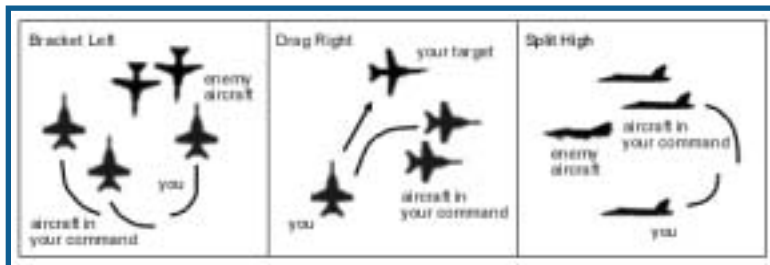 Bracket Left
enemy
aircraft
you
aircraft in
your command
Drag Right
your target
you
aircraft in
your command
Split High
aircraft in
your command
enemy
aircraft
you